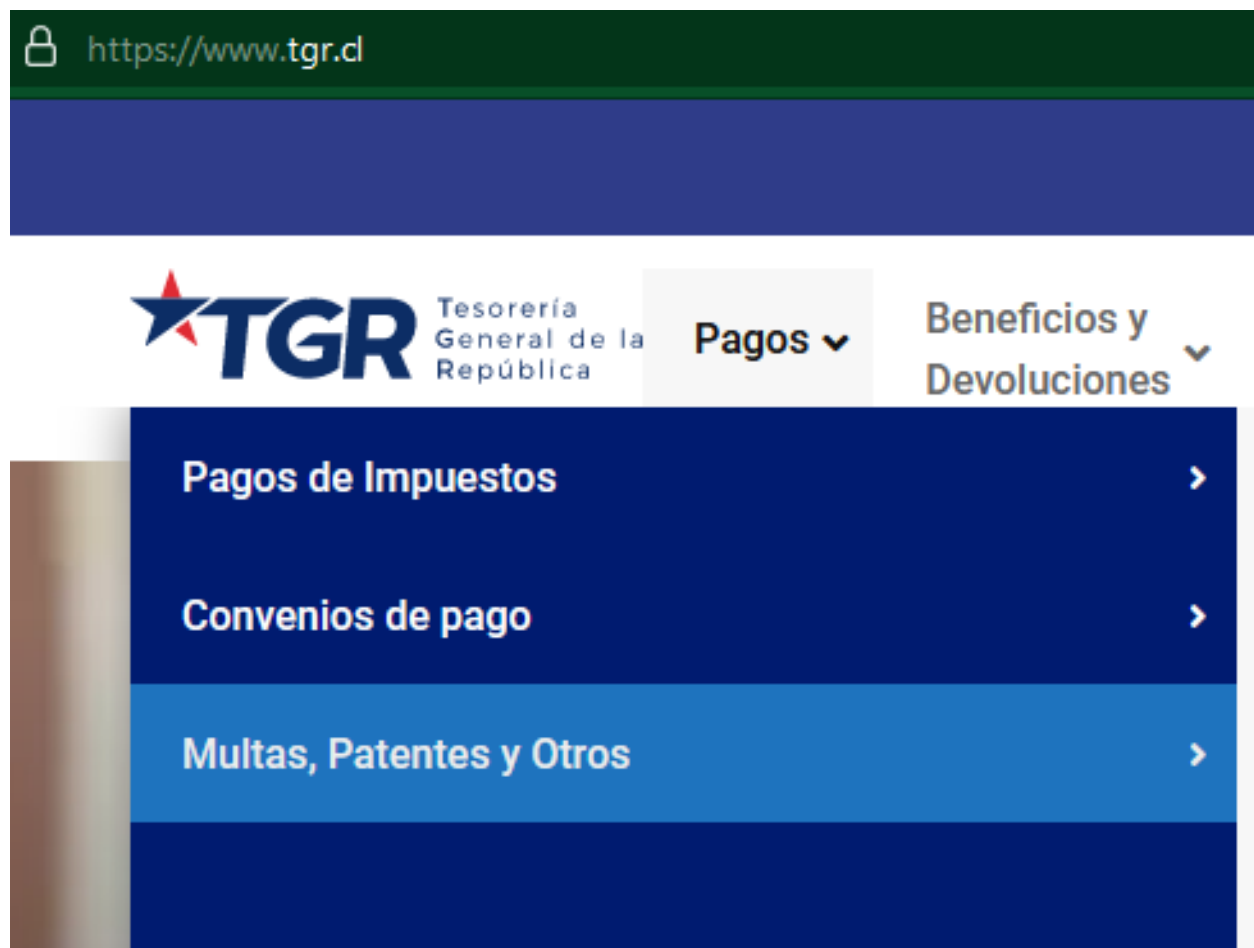 https://www.tgr.cl
TGR
Tesorería
General de la
República
Pagos
Beneficios y
Devoluciones
Pagos de Impuestos
Convenios de pago
Multas, Patentes y Otros